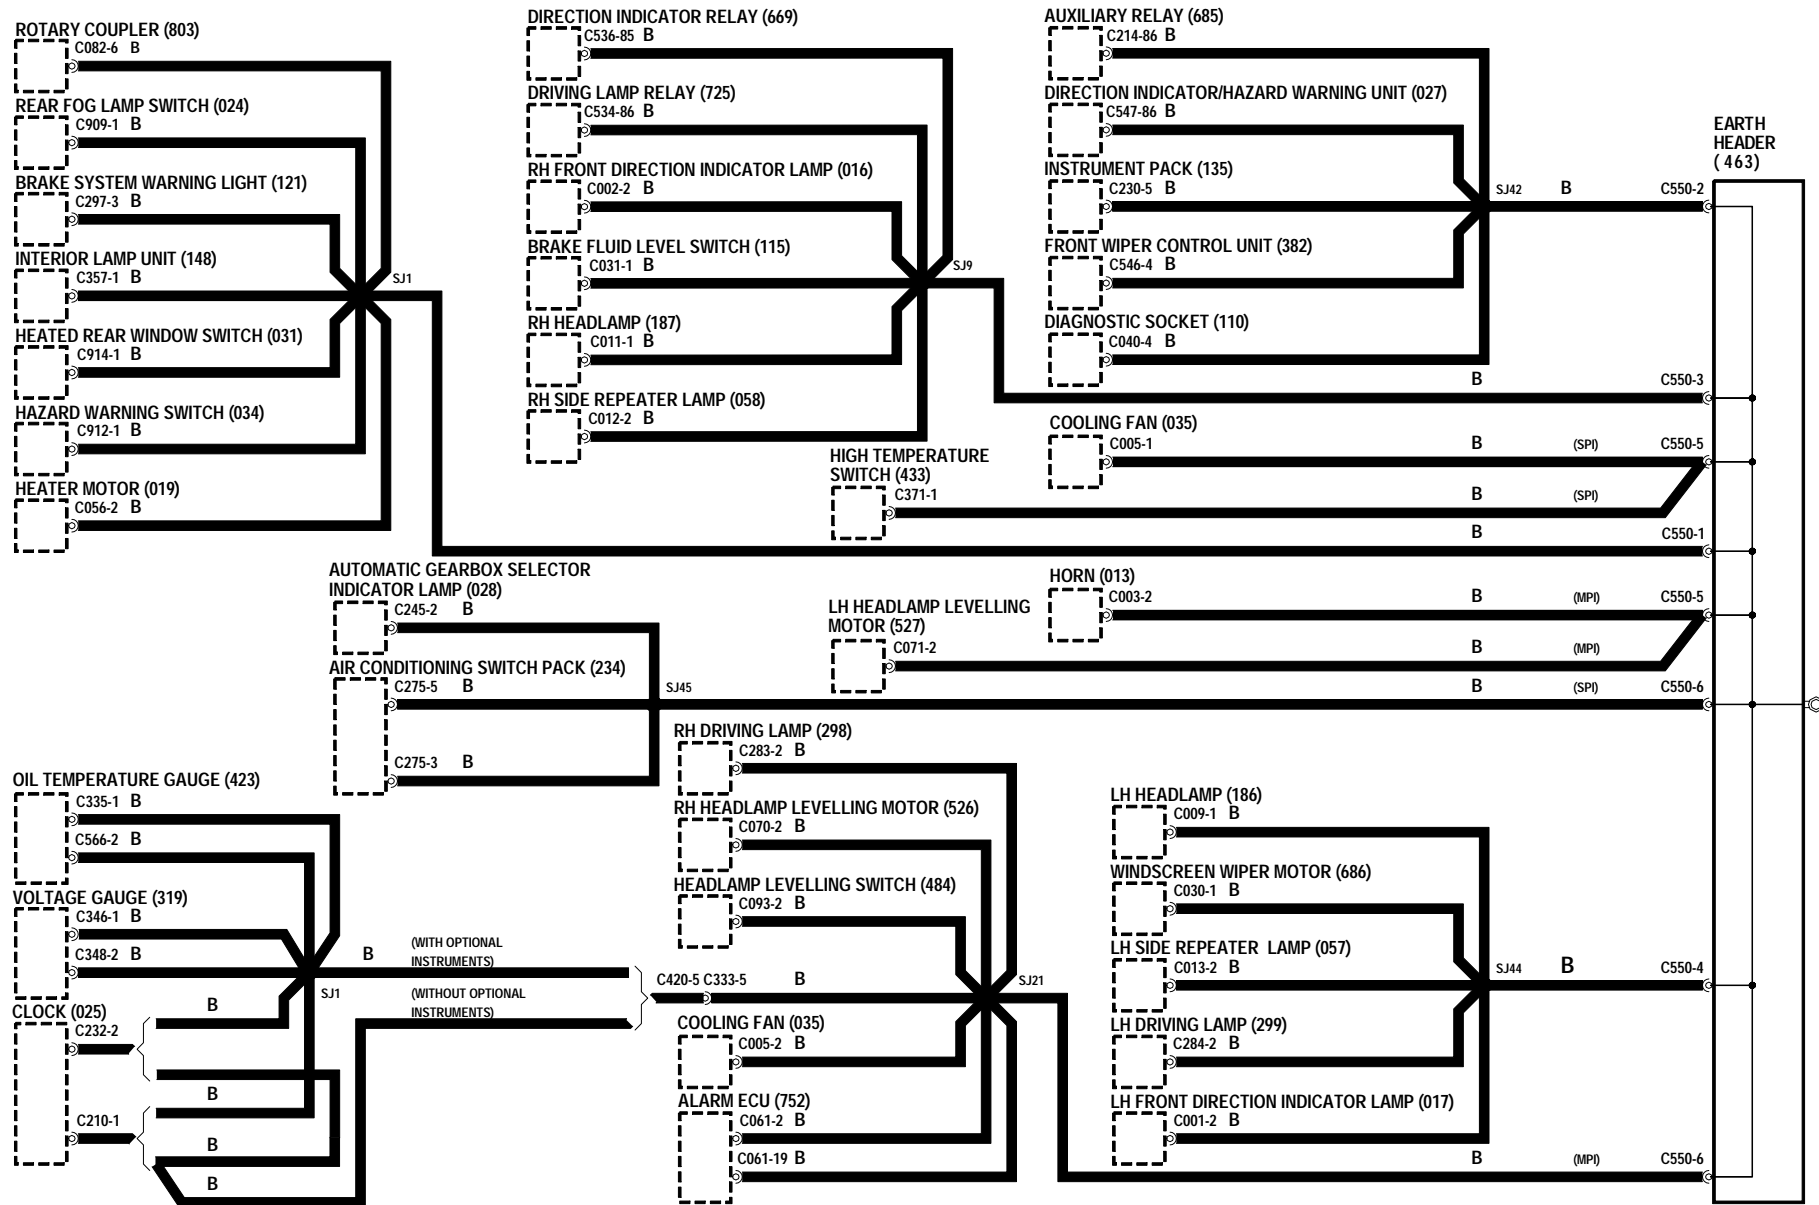 ROTARY COUPLER (803)
C082-6 B
REAR FOG LAMP SWITCH (024)
C909-1 B
BRAKE SYSTEM WARNING LIGHT (121)
C297-3 B
INTERIOR LAMP UNIT (148)
C357-1 B
SJ1
HEATED REAR WINDOW SWITCH (031)
C914-1 B
HAZARD WARNING SWITCH (034)
C912-1 B
HEATER MOTOR (019)
C056-2 B
DIRECTION INDICATOR RELAY (669)
C536-85 B
DRIVING LAMP RELAY (725)
C534-86 B
RH FRONT DIRECTION INDICATOR LAMP (016)
C002-2 B
BRAKE FLUID LEVEL SWITCH (115)
C031-1 B
SJ9
RH HEADLAMP (187)
C011-1 B
RH SIDE REPEATER LAMP (058)
C012-2 B
AUXILIARY RELAY (685)
C214-86 B
DIRECTION INDICATOR/HAZARD WARNING UNIT (027)
C547-86 B
INSTRUMENT PACK (135)
C230-5 B
SJ42 B C550-2
FRONT WIPER CONTROL UNIT (382)
C546-4 B
DIAGNOSTIC SOCKET (110)
C040-4 B
EARTH
HEADER
( 463)
B C550-3
COOLING FAN (035)
C005-1 B (SPI) C550-5
HIGH TEMPERATURE
SWITCH (433)
C371-1 B (SPI)
B C550-1
HORN (013)
C003-2 B (MPI) C550-5
LH HEADLAMP LEVELLING
MOTOR (527)
C071-2 B (MPI)
AUTOMATIC GEARBOX SELECTOR
INDICATOR LAMP (028)
C245-2 B
AIR CONDITIONING SWITCH PACK (234)
C275-5 B SJ45 B (SPI) C550-6
C275-3 B
OIL TEMPERATURE GAUGE (423)
C335-1 B
C566-2 B
VOLTAGE GAUGE (319)
C346-1 B
C348-2 B
B (WITH OPTIONAL
INSTRUMENTS)
SJ1
(WITHOUT OPTIONAL
INSTRUMENTS)
CLOCK (025)
C232-2
B
B
C210-1
B
B
C420-5 C333-5 B
RH DRIVING LAMP (298)
C283-2 B
RH HEADLAMP LEVELLING MOTOR (526)
C070-2 B
HEADLAMP LEVELLING SWITCH (484)
C093-2 B
SJ21
COOLING FAN (035)
C005-2 B
ALARM ECU (752)
C061-2 B
C061-19 B
LH HEADLAMP (186)
C009-1 B
WINDSCREEN WIPER MOTOR (686)
C030-1 B
LH SIDE REPEATER LAMP (057)
C013-2 B
SJ44 B C550-4
LH DRIVING LAMP (299)
C284-2 B
LH FRONT DIRECTION INDICATOR LAMP (017)
C001-2 B
B (MPI) C550-6